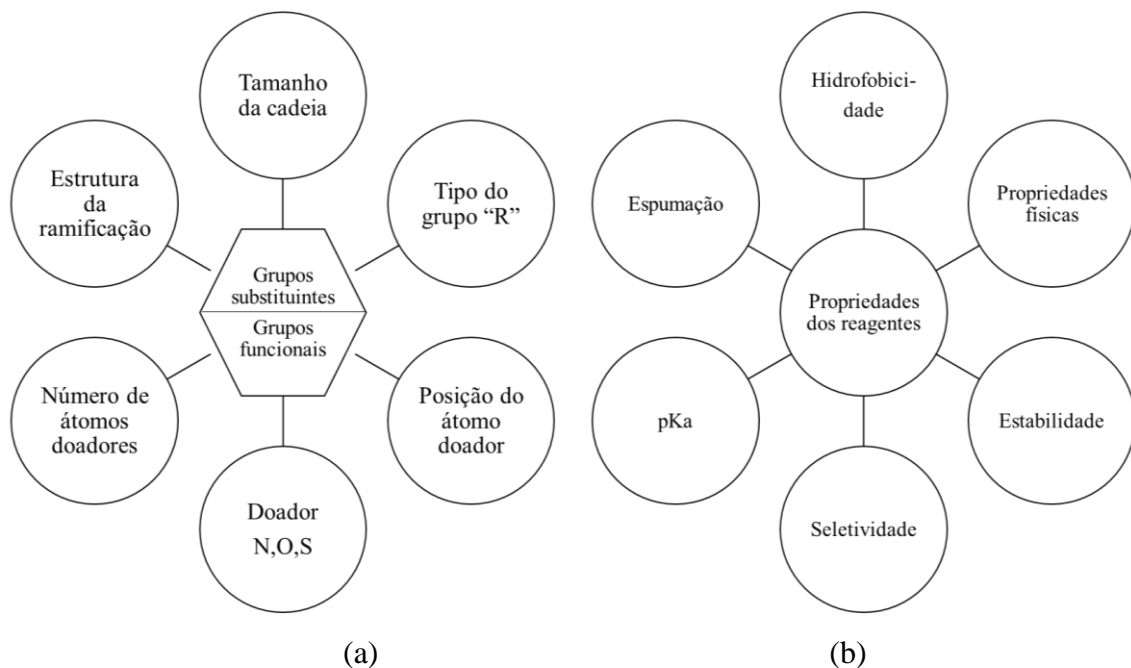 Tamanho
da cadeia
Estrutura
da
ramificação
Tipo do
grupo “R”
Grupos
substituintes
Grupos
funcionais
Número de
átomos
doadores
Posição do
átomo
doador
Doador
N,O,S
(a)
Hidrofobici-
dade
Espumação
Propriedades
físicas
Propriedades
dos reagentes
pKa
Estabilidade
Seletividade
(b)